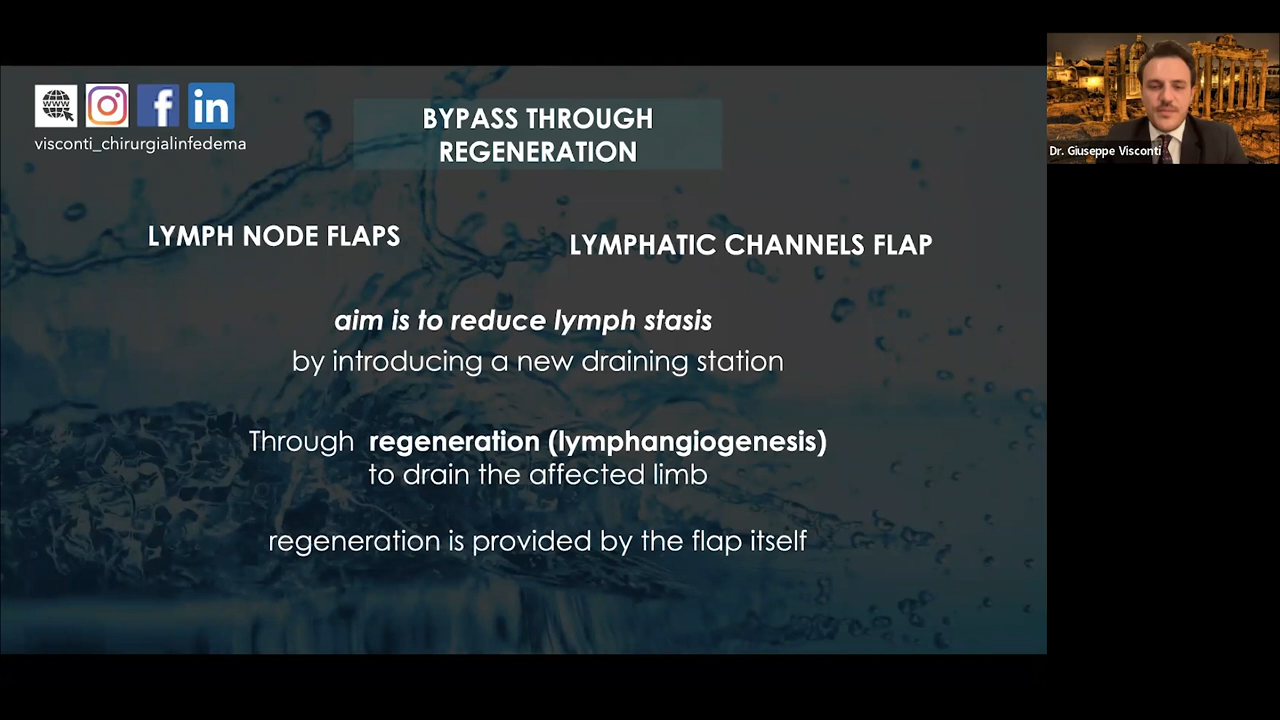 WWW
in
visconti_chirurgialinfedema
BYPASS THROUGH
REGENERATION
LYMPH NODE FLAPS
LYMPHATIC CHANNELS FLAP
aim is to reduce lymph stasis
by introducing a new draining station
Through regeneration (lymphangiogenesis)
to drain the affected limb
regeneration is provided by the flap itself
Dr. Giuseppe Visconti